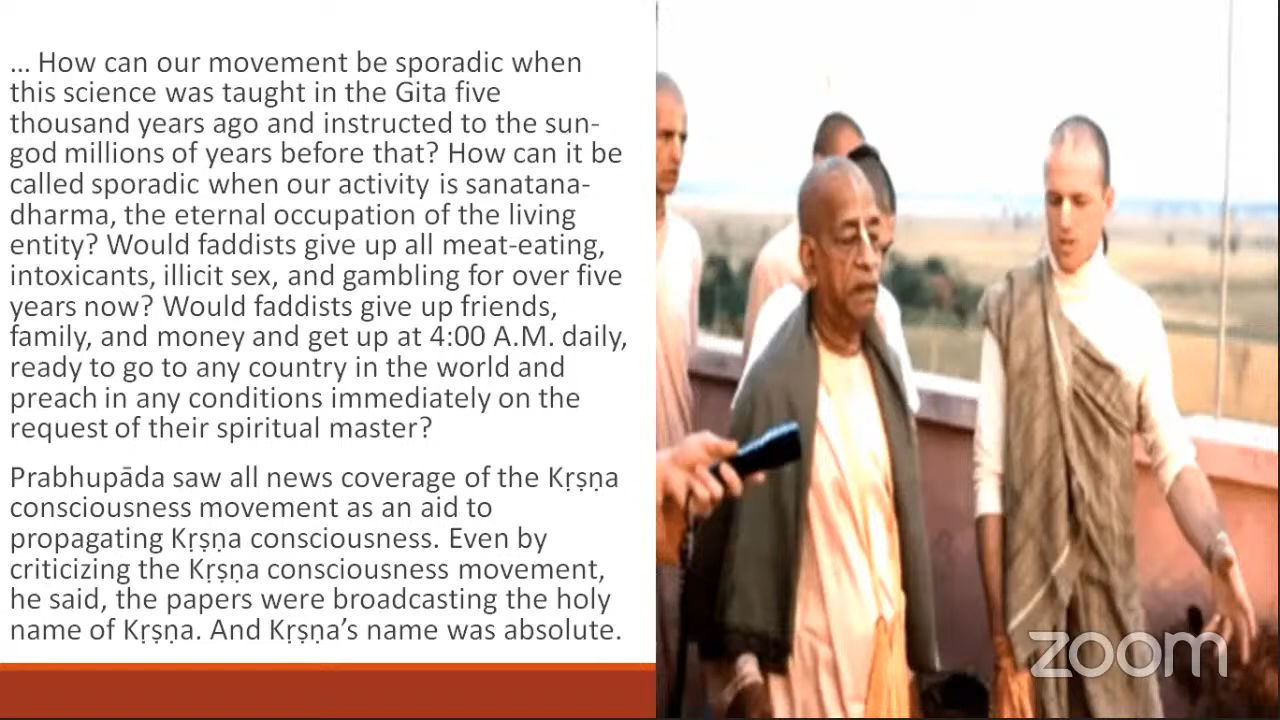 … How can our movement be sporadic when
this science was taught in the Gita five
thousand years ago and instructed to the sun-
god millions of years before that? How can it be
called sporadic when our activity is sanatana-
dharma, the eternal occupation of the living
entity? Would faddists give up all meat-eating,
intoxicants, illicit sex, and gambling for over five
years now? Would faddists give up friends,
family, and money and get up at 4:00 A.M. daily,
ready to go to any country in the world and
preach in any conditions immediately on the
request of their spiritual master?
Prabhupāda saw all news coverage of the Kṛṣṇa
consciousness movement as an aid to
propagating Kṛṣṇa consciousness. Even by
criticizing the Kṛṣṇa consciousness movement,
he said, the papers were broadcasting the holy
name of Kṛṣṇa. And Kṛṣṇa’s name was absolute.
zoom